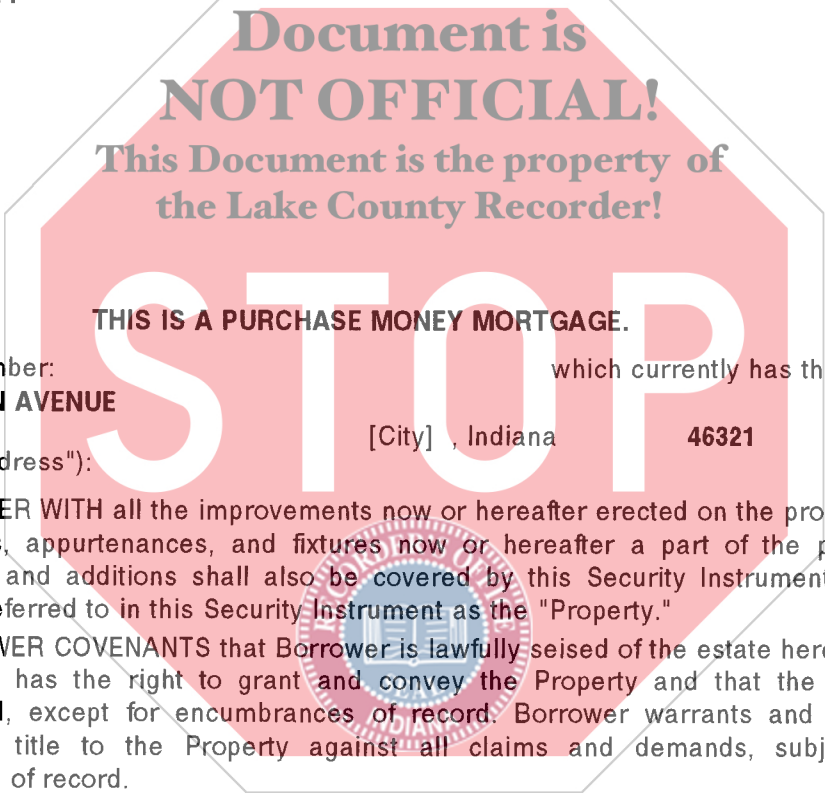 Document is
NOT OFFICIAL!
This Document is the property of
the Lake County Recorder!
STOP
THIS IS A PURCHASE MONEY MORTGAGE.
nber: which currently has th
N AVENUE
[City] , Indiana 46321
dress"):
ER WITH all the improvements now or hereafter erected on the pro
, appurtenances, and fixtures now or hereafter a part of the p
and additions shall also be covered by this Security Instrument
eferred to in this Security Instrument as the "Property."
WER COVENANTS that Borrower is lawfully seised of the estate here
has the right to grant and convey the Property and that the
d, except for encumbrances of record. Borrower warrants and
title to the Property against all claims and demands, subj
of record.
RECORDER'S OFFICE
SEAL
INDIANA